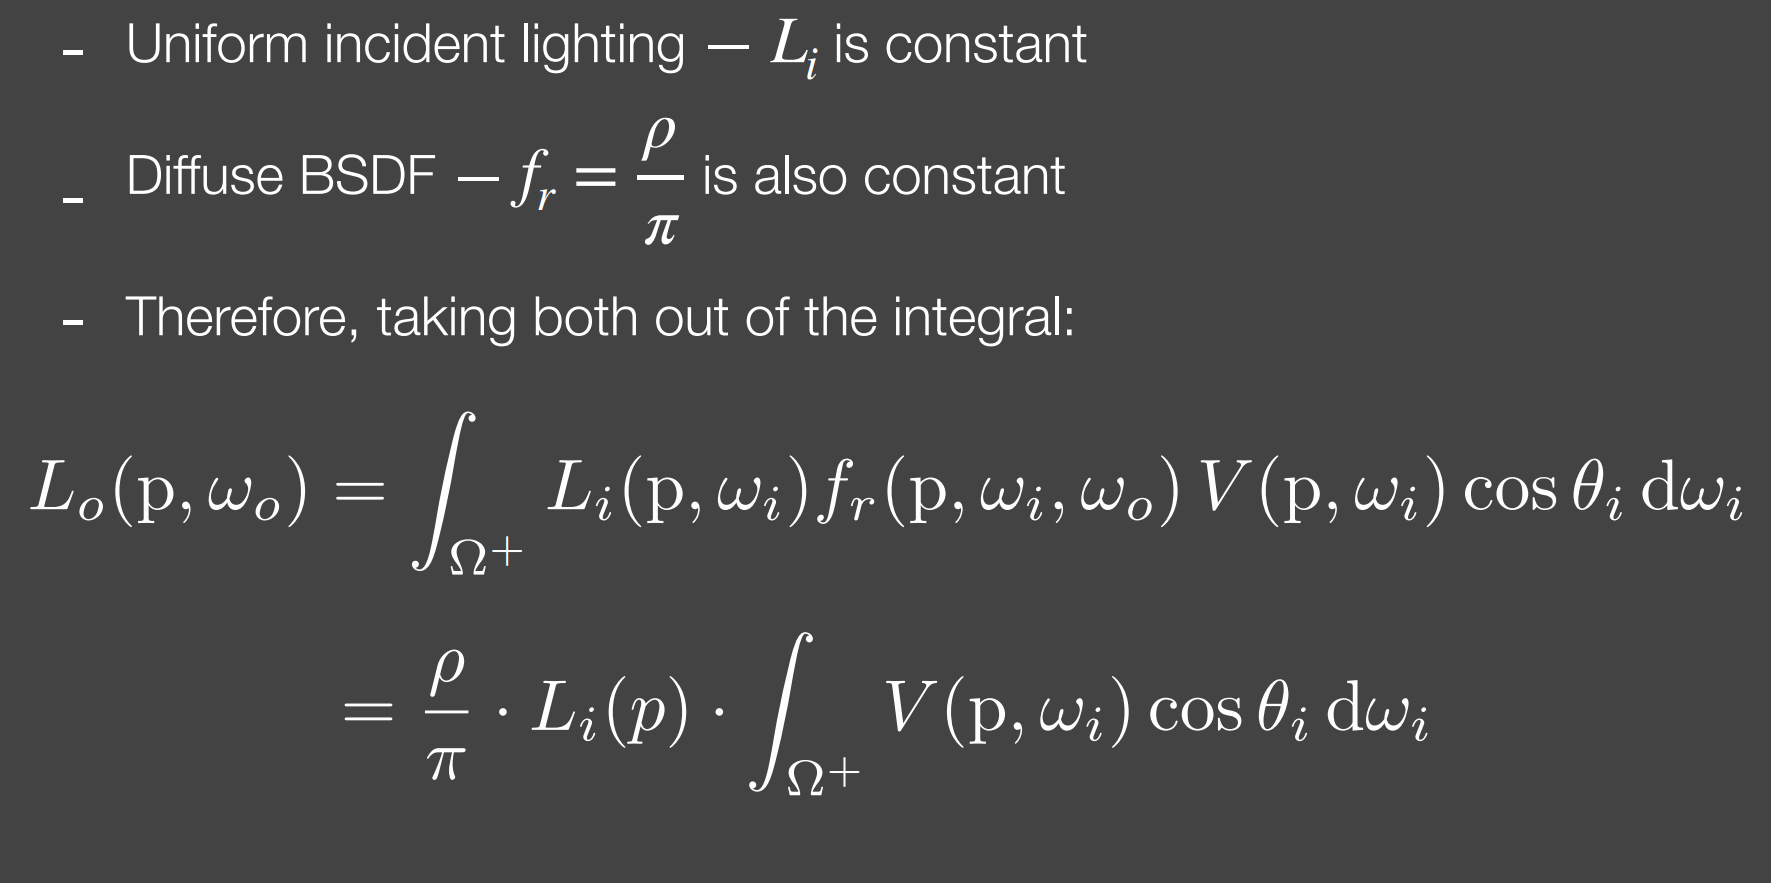 - Uniform incident lighting — $L_i$ is constant
- Diffuse BSDF — $f_r = \frac{\rho}{\pi}$ is also constant
- Therefore, taking both out of the integral:
$L_o(\mathrm{p}, \omega_o) = \int_{\Omega^+} L_i(\mathrm{p}, \omega_i) f_r(\mathrm{p}, \omega_i, \omega_o) V(\mathrm{p}, \omega_i) \cos\theta_i \, \mathrm{d}\omega_i$
$= \frac{\rho}{\pi} \cdot L_i(p) \cdot \int_{\Omega^+} V(\mathrm{p}, \omega_i) \cos\theta_i \, \mathrm{d}\omega_i$